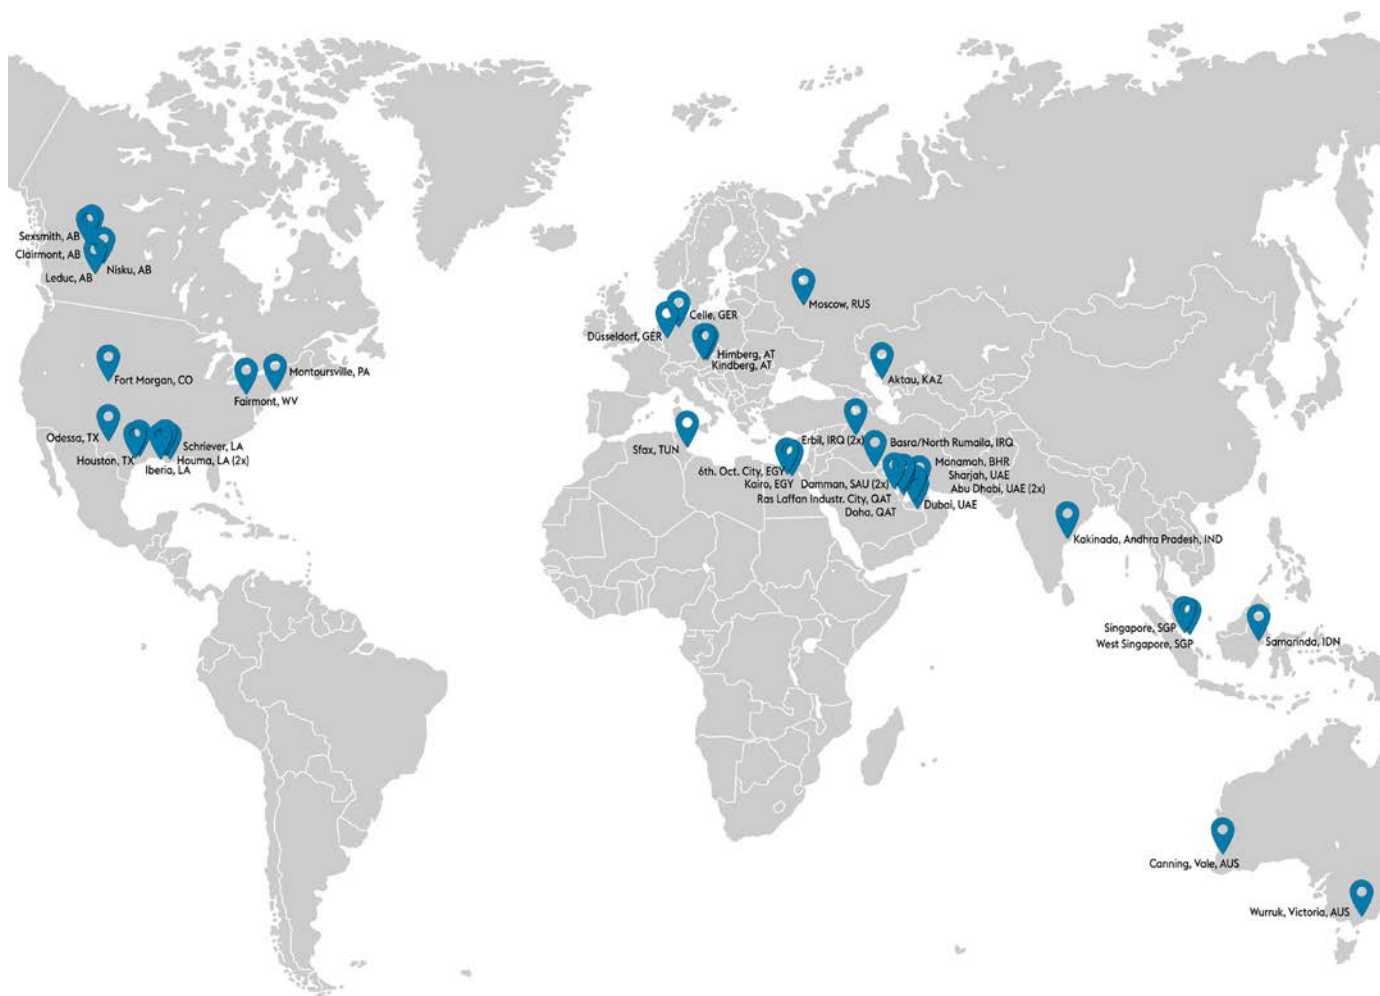 Sexsmith, AB
Clairmont, AB
Nisku, AB
Leduc, AB
Fort Morgan, CO
Montoursville, PA
Fairmont, WV
Odessa, TX
Houston, TX
Schriever, LA
Houma, LA (2x)
Iberia, LA
Moscow, RUS
Celle, GER
Düsseldorf, GER
Himberg, AT
Kindberg, AT
Aktau, KAZ
Sfax, TUN
Erbil, IRQ (2x)
Basra/North Rumaila, IRQ
6th. Oct. City, EGY
Kairo, EGY
Manamah, BHR
Sharjah, UAE
Damman, SAU (2x)
Abu Dhabi, UAE (2x)
Ras Laffan Industr. City, QAT
Dubai, UAE
Doha, QAT
Kakinada, Andhra Pradesh, IND
Singapore, SGP
West Singapore, SGP
Samarinda, IDN
Canning, Vale, AUS
Wurruk, Victoria, AUS